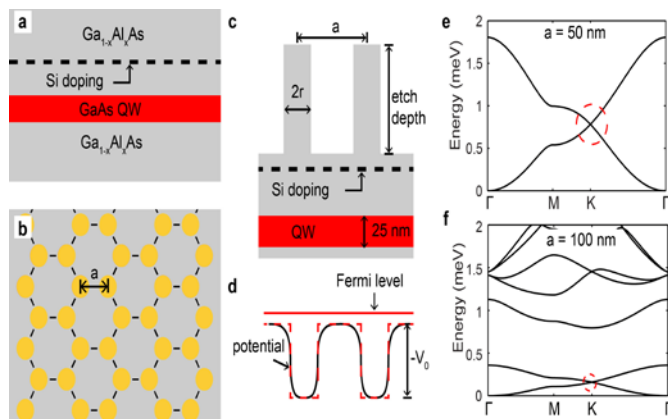 a
Ga1-xAlxAs
Si doping
GaAs QW
Ga1-xAlxAs
b
a
c
a
2r
etch
depth
Si doping
QW
25 nm
d
Fermi level
potential
-V0
e
a = 50 nm
Energy (meV)
2
1.5
1
0.5
0
Γ M K Γ
f
a = 100 nm
Energy (meV)
2
1.5
1
0.5
0
Γ M K Γ